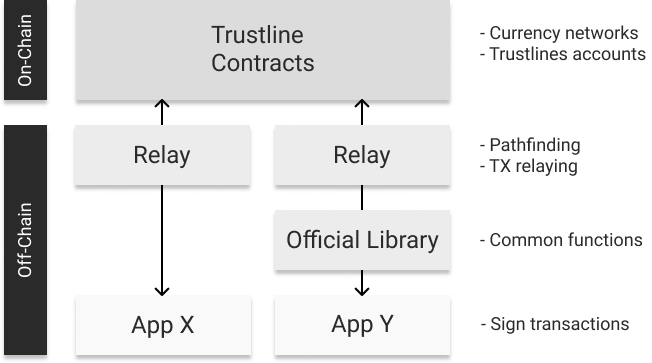 On-Chain
Trustline
Contracts
- Currency networks
- Trustlines accounts
Off-Chain
Relay
Relay
- Pathfinding
- TX relaying
Official Library
- Common functions
App X
App Y
- Sign transactions